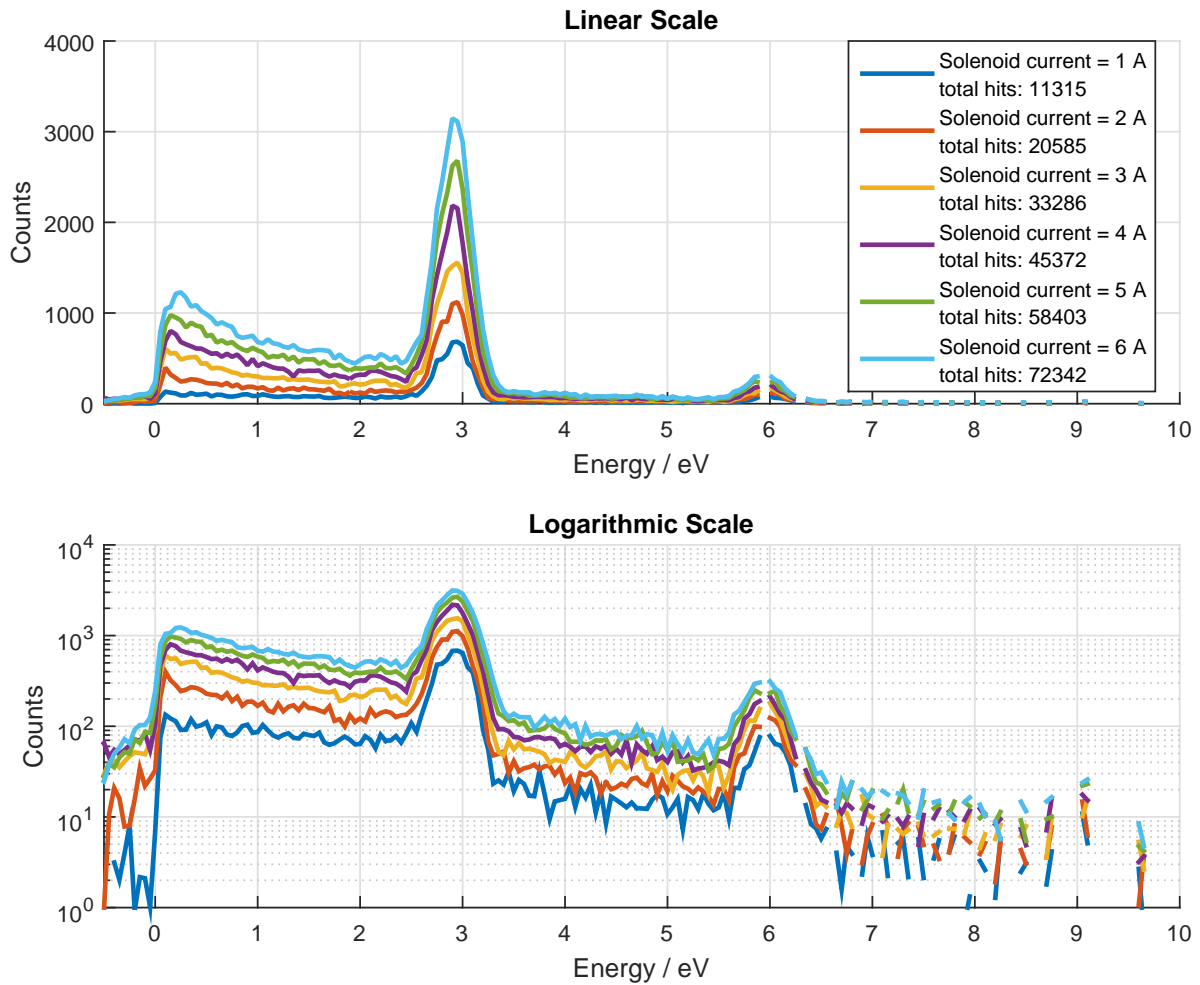 Linear Scale
4000
3000
2000
1000
0
Counts
0 1 2 3 4 5 6 7 8 9 10
Energy / eV
Solenoid current = 1 A
total hits: 11315
Solenoid current = 2 A
total hits: 20585
Solenoid current = 3 A
total hits: 33286
Solenoid current = 4 A
total hits: 45372
Solenoid current = 5 A
total hits: 58403
Solenoid current = 6 A
total hits: 72342
Logarithmic Scale
10^4
10^3
10^2
10^1
10^0
Counts
0 1 2 3 4 5 6 7 8 9 10
Energy / eV